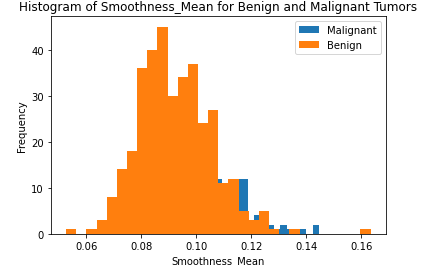 Histogram of Smoothness_Mean for Benign and Malignant Tumors
Malignant
Benign
Frequency
40
30
20
10
0
0.06 0.08 0.10 0.12 0.14 0.16
Smoothness_Mean